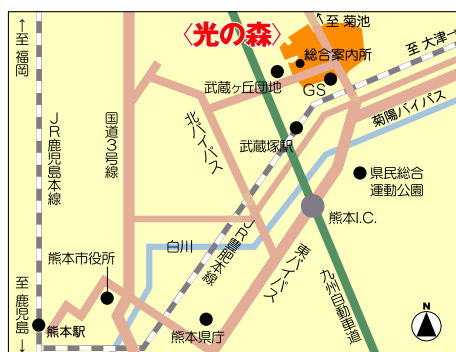 ↑至 福岡
〈光の森〉
↑至 菊池
総合案内所
至 大津→
武蔵ヶ丘団地
GS
菊陽バイパス
JR鹿児島本線
国道3号線
北バイパス
武蔵塚駅
県民総合
運動公園
熊本I.C.
白川
JR豊肥本線
東バイパス
九州自動車道
熊本市役所
至 鹿児島↓
熊本駅
熊本県庁
N